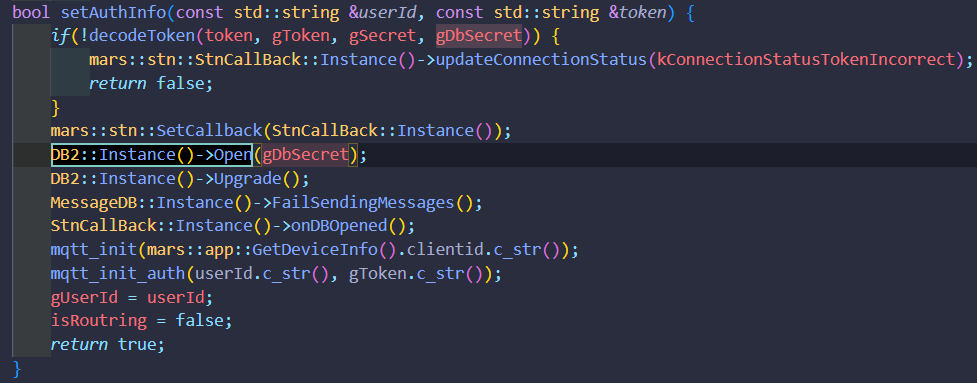 bool setAuthInfo(const std::string &userId, const std::string &token) {
if(!decodeToken(token, gToken, gSecret, gDbSecret)) {
mars::stn::StnCallBack::Instance()->updateConnectionStatus(kConnectionStatusTokenIncorrect);
return false;
}
mars::stn::SetCallback(StnCallBack::Instance());
DB2::Instance()->Open(gDbSecret);
DB2::Instance()->Upgrade();
MessageDB::Instance()->FailSendingMessages();
StnCallBack::Instance()->onDBOpened();
mqtt_init(mars::app::GetDeviceInfo().clientid.c_str());
mqtt_init_auth(userId.c_str(), gToken.c_str());
gUserId = userId;
isRoutring = false;
return true;
}